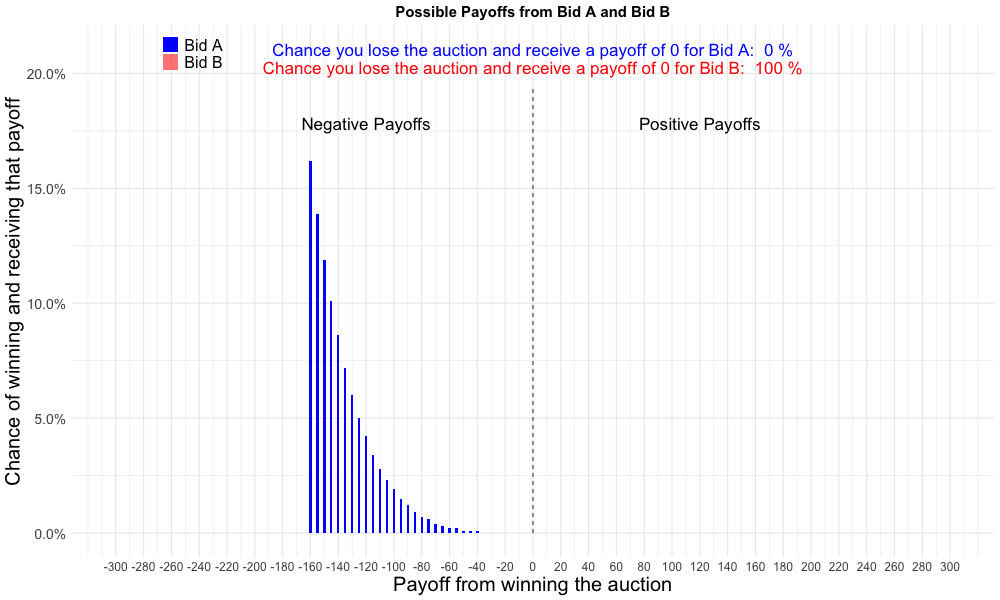 Possible Payoffs from Bid A and Bid B
Bid A
Bid B
Chance you lose the auction and receive a payoff of 0 for Bid A:  0 %
Chance you lose the auction and receive a payoff of 0 for Bid B:  100 %
Negative Payoffs
Positive Payoffs
Chance of winning and receiving that payoff
20.0%
15.0%
10.0%
5.0%
0.0%
-300 -280 -260 -240 -220 -200 -180 -160 -140 -120 -100 -80 -60 -40 -20 0 20 40 60 80 100 120 140 160 180 200 220 240 260 280 300
Payoff from winning the auction